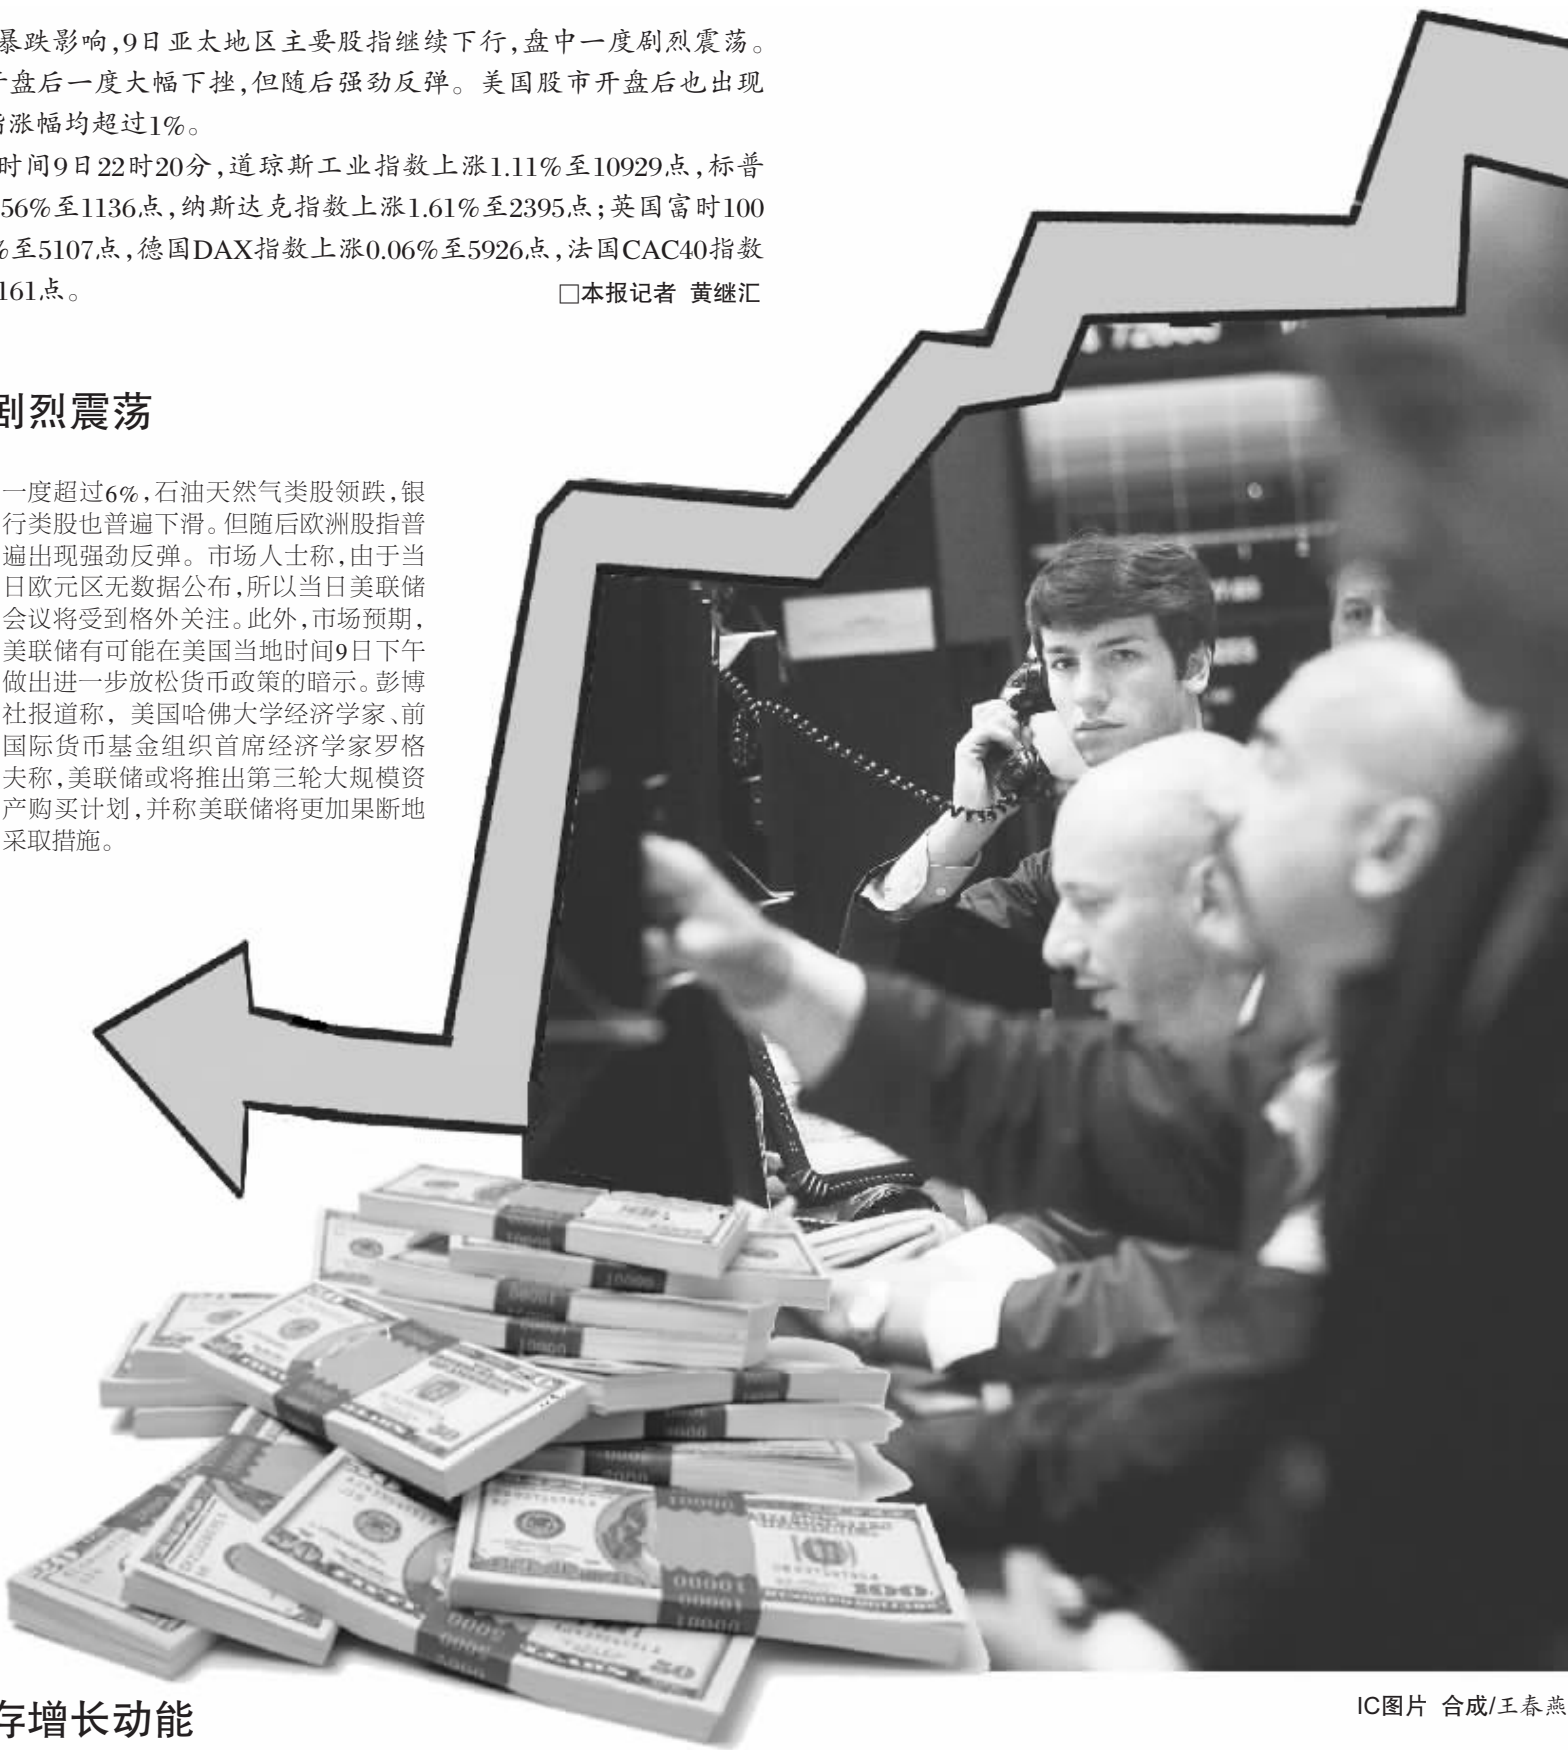 暴跌影响,9日亚太地区主要股指继续下行,盘中一度剧烈震荡。
开盘后一度大幅下挫,但随后强劲反弹。美国股市开盘后也出现
指涨幅均超过1%。
时间9日22时20分,道琼斯工业指数上涨1.11%至10929点,标普
56%至1136点,纳斯达克指数上涨1.61%至2395点;英国富时100
%至5107点,德国DAX指数上涨0.06%至5926点,法国CAC40指数
161点。
□本报记者 黄继汇
剧烈震荡
一度超过6%,石油天然气类股领跌,银
行类股也普遍下滑。但随后欧洲股指普
遍出现强劲反弹。市场人士称,由于当
日欧元区无数据公布,所以当日美联储
会议将受到格外关注。此外,市场预期,
美联储有可能在美国当地时间9日下午
做出进一步放松货币政策的暗示。彭博
社报道称,美国哈佛大学经济学家、前
国际货币基金组织首席经济学家罗格
夫称,美联储或将推出第三轮大规模资
产购买计划,并称美联储将更加果断地
采取措施。
10000
10000
存增长动能
IC图片 合成/王春燕